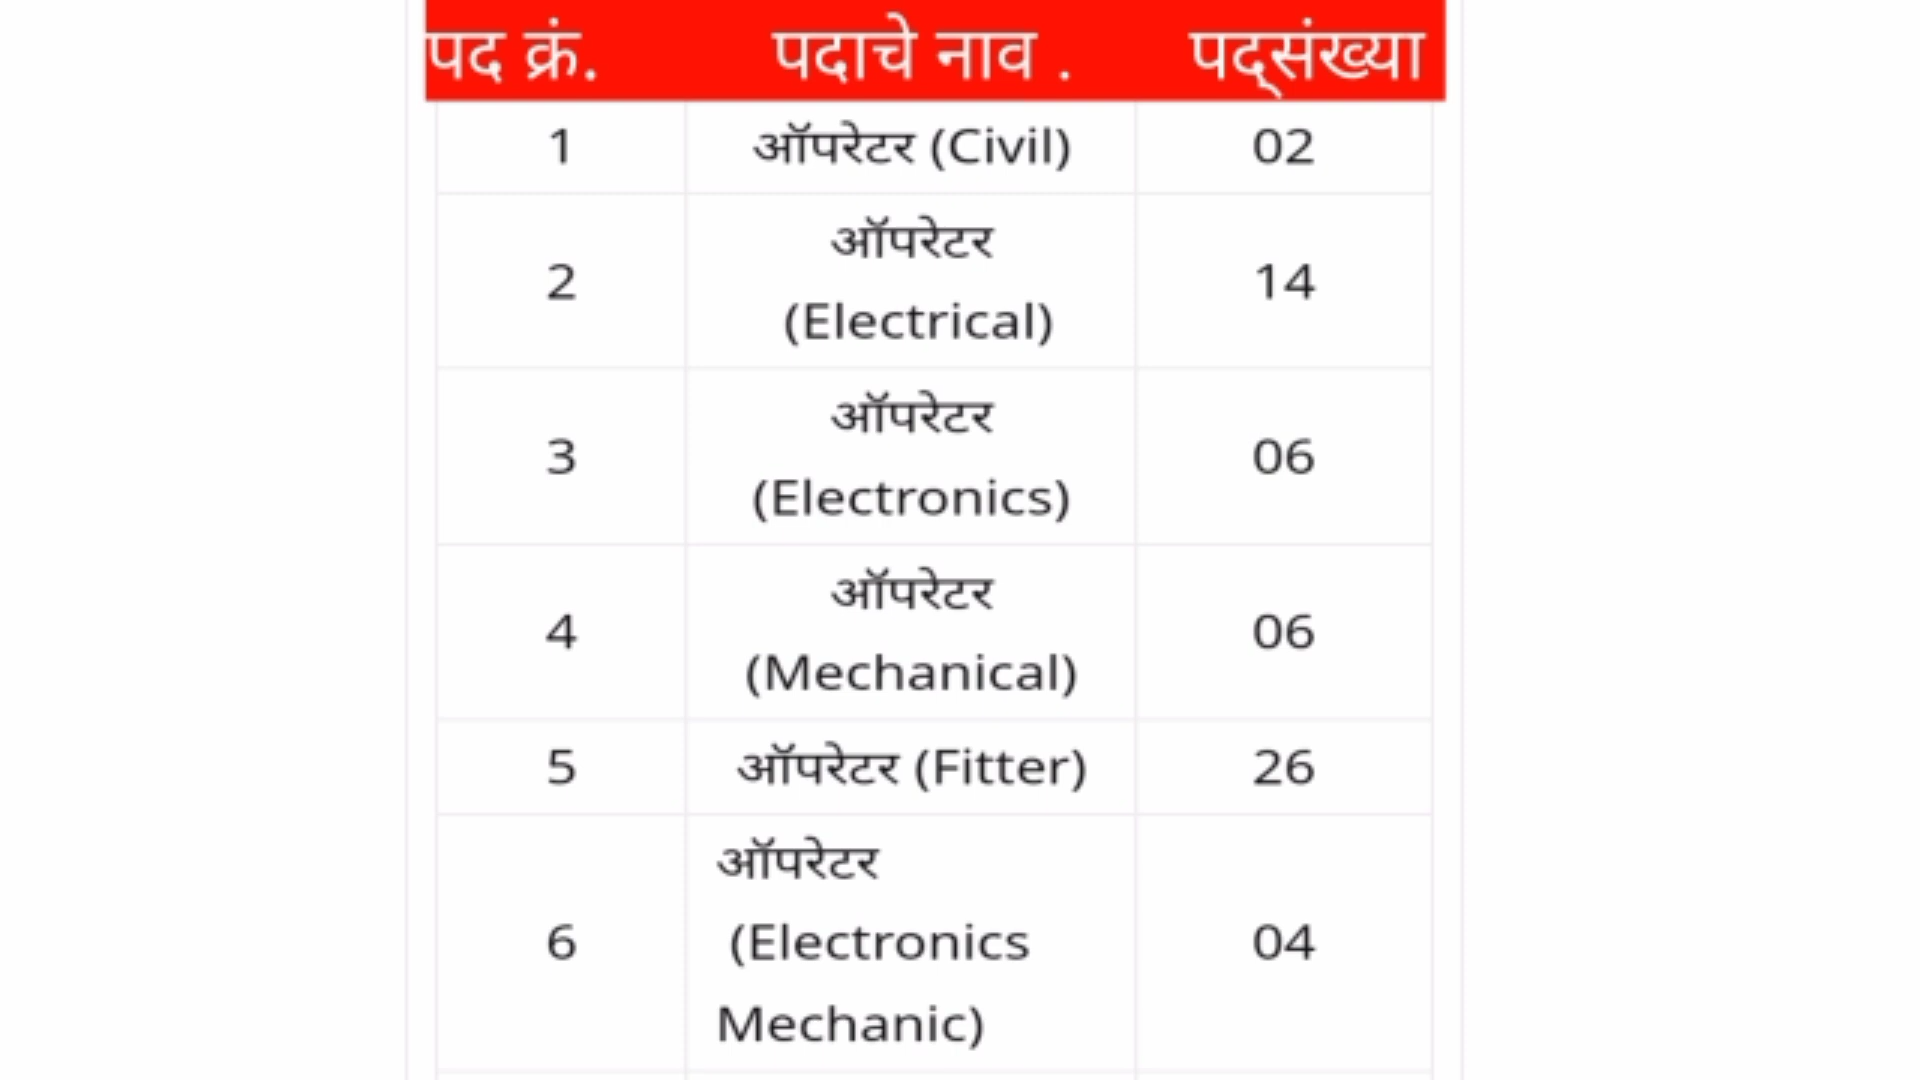 पद क्रं. पदाचे नाव . पद्संख्या
1 ऑपरेटर (Civil) 02
ऑपरेटर
2 14
(Electrical)
ऑपरेटर
3 06
(Electronics)
ऑपरेटर
4 06
(Mechanical)
5 ऑपरेटर (Fitter) 26
ऑपरेटर
6 (Electronics 04
Mechanic)